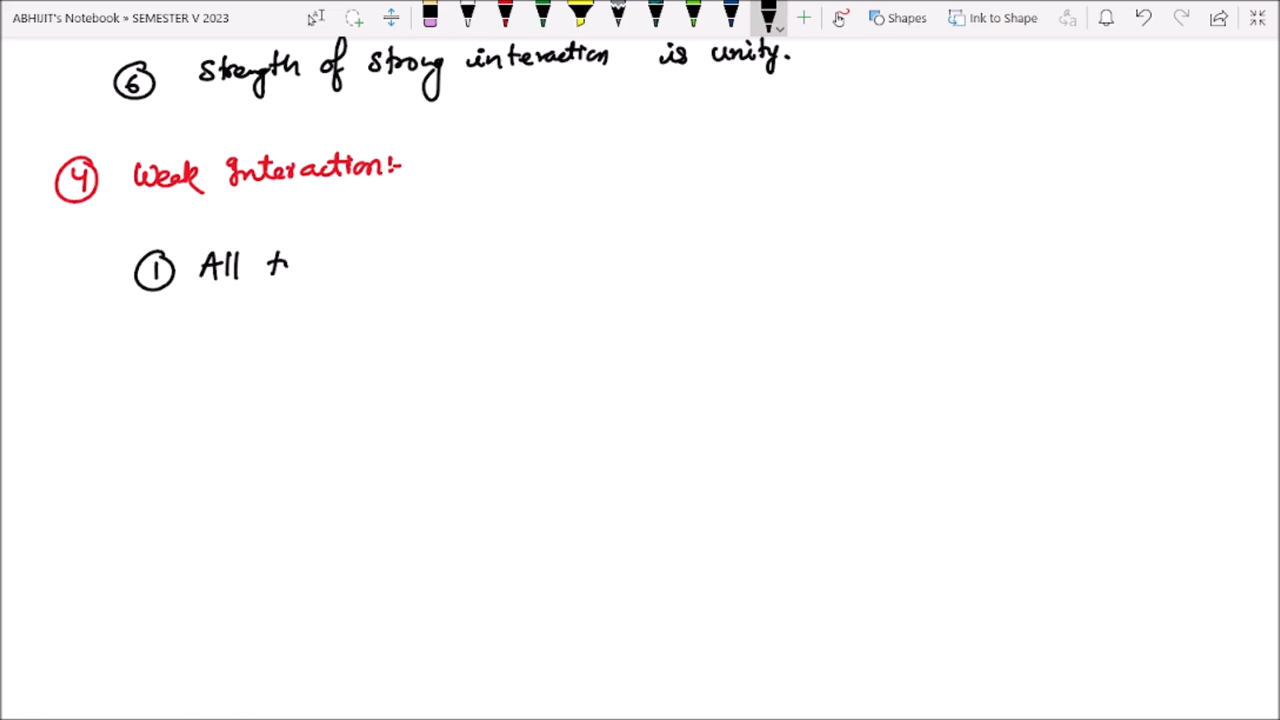 ABHIJIT's Notebook » SEMESTER V 2023
Shapes
Ink to Shape
6 Strength of strong interaction is unity.
4 Weak Interaction:-
1 All t